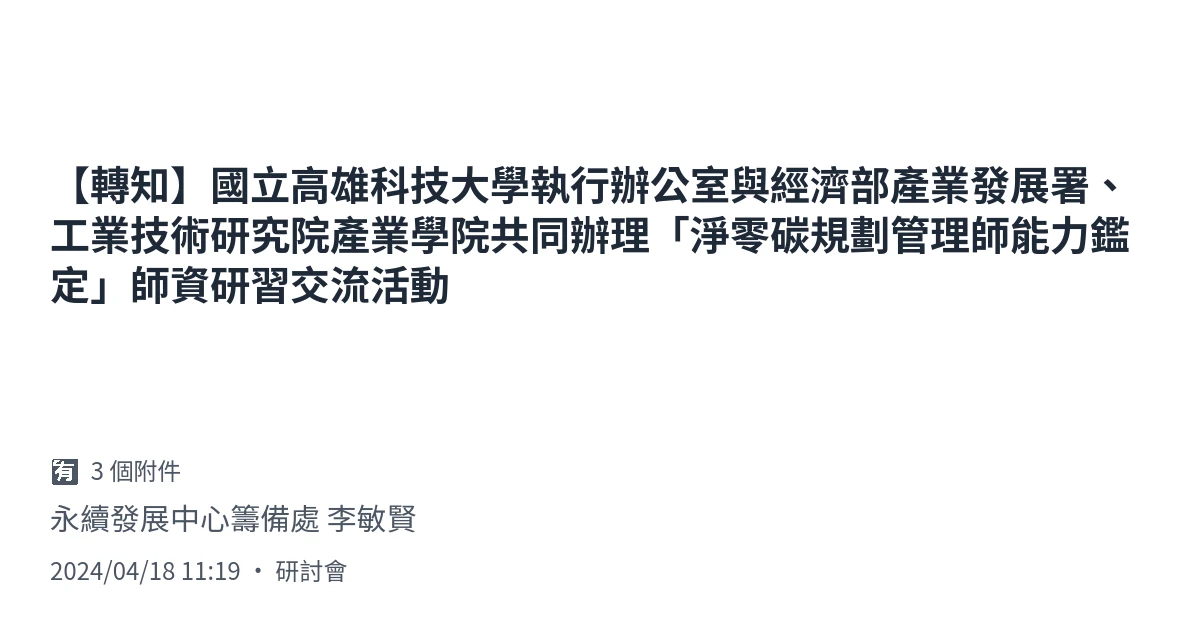 【轉知】國立高雄科技大學執行辦公室與經濟部產業發展署、
工業技術研究院產業學院共同辦理「淨零碳規劃管理師能力鑑
定」師資研習交流活動
🈶 3 個附件
永續發展中心籌備處 李敏賢
2024/04/18 11:19 • 研討會